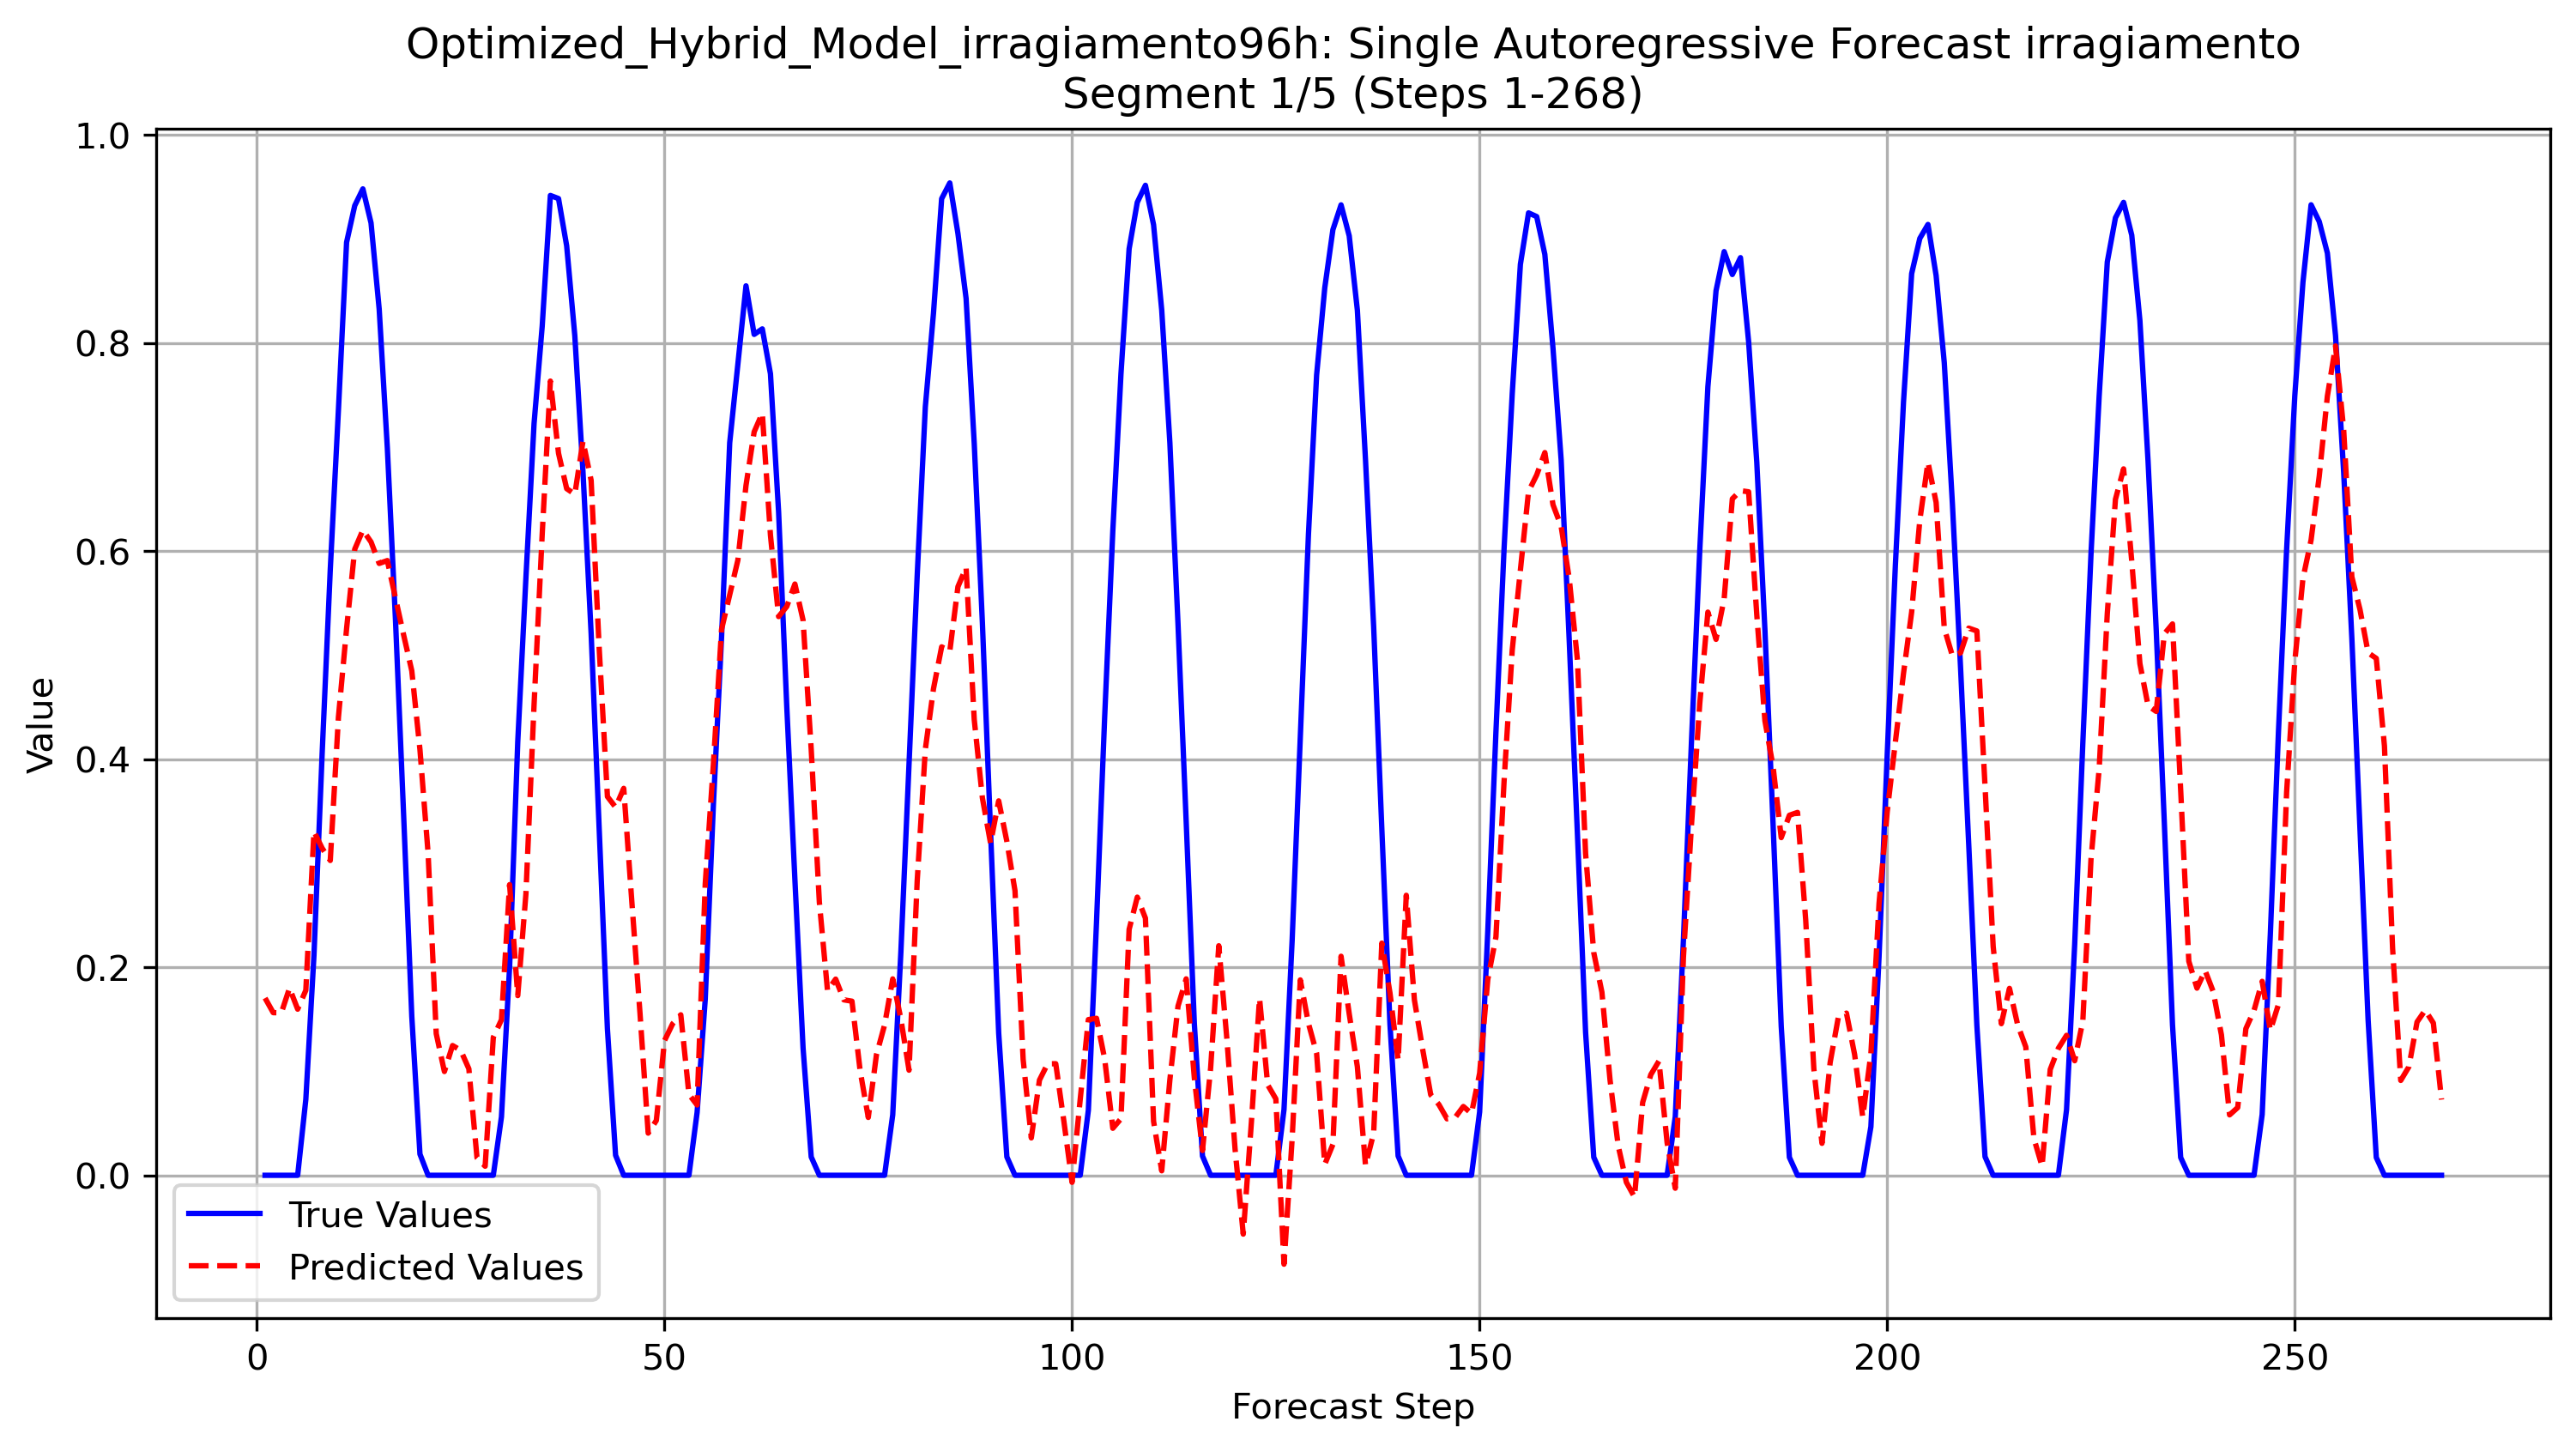 Optimized_Hybrid_Model_irragiamento96h: Single Autoregressive Forecast irragiamento
Segment 1/5 (Steps 1-268)
Value
1.0
0.8
0.6
0.4
0.2
0.0
True Values
Predicted Values
0 50 100 150 200 250
Forecast Step